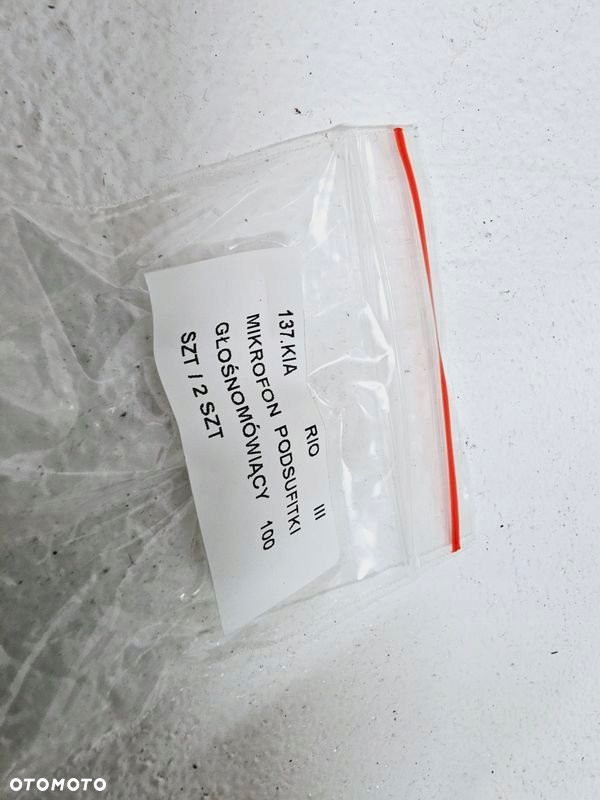 137.KIA RIO III
MIKROFON PODSUFITKI
GŁOŚNOMÓWIĄCY 100
SZT / 2 SZT
OTOMOTO